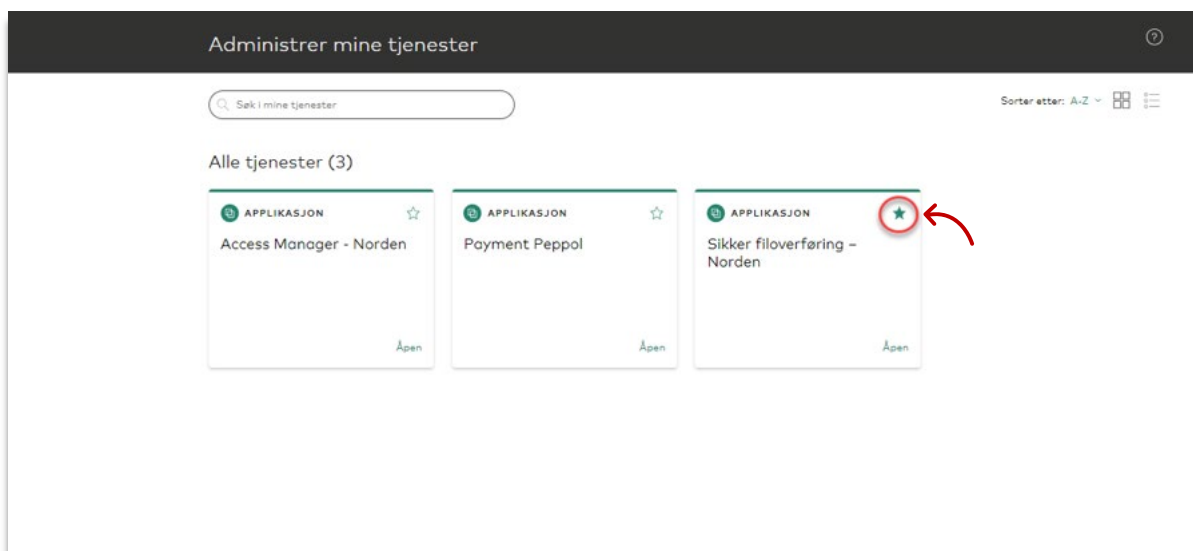 Administrer mine tjenester
Søk i mine tjenester
Sorter etter: A-Z
Alle tjenester (3)
APPLIKASJON
Access Manager - Norden
Åpen
APPLIKASJON
Payment Peppol
Åpen
APPLIKASJON
Sikker filoverføring –
Norden
Åpen